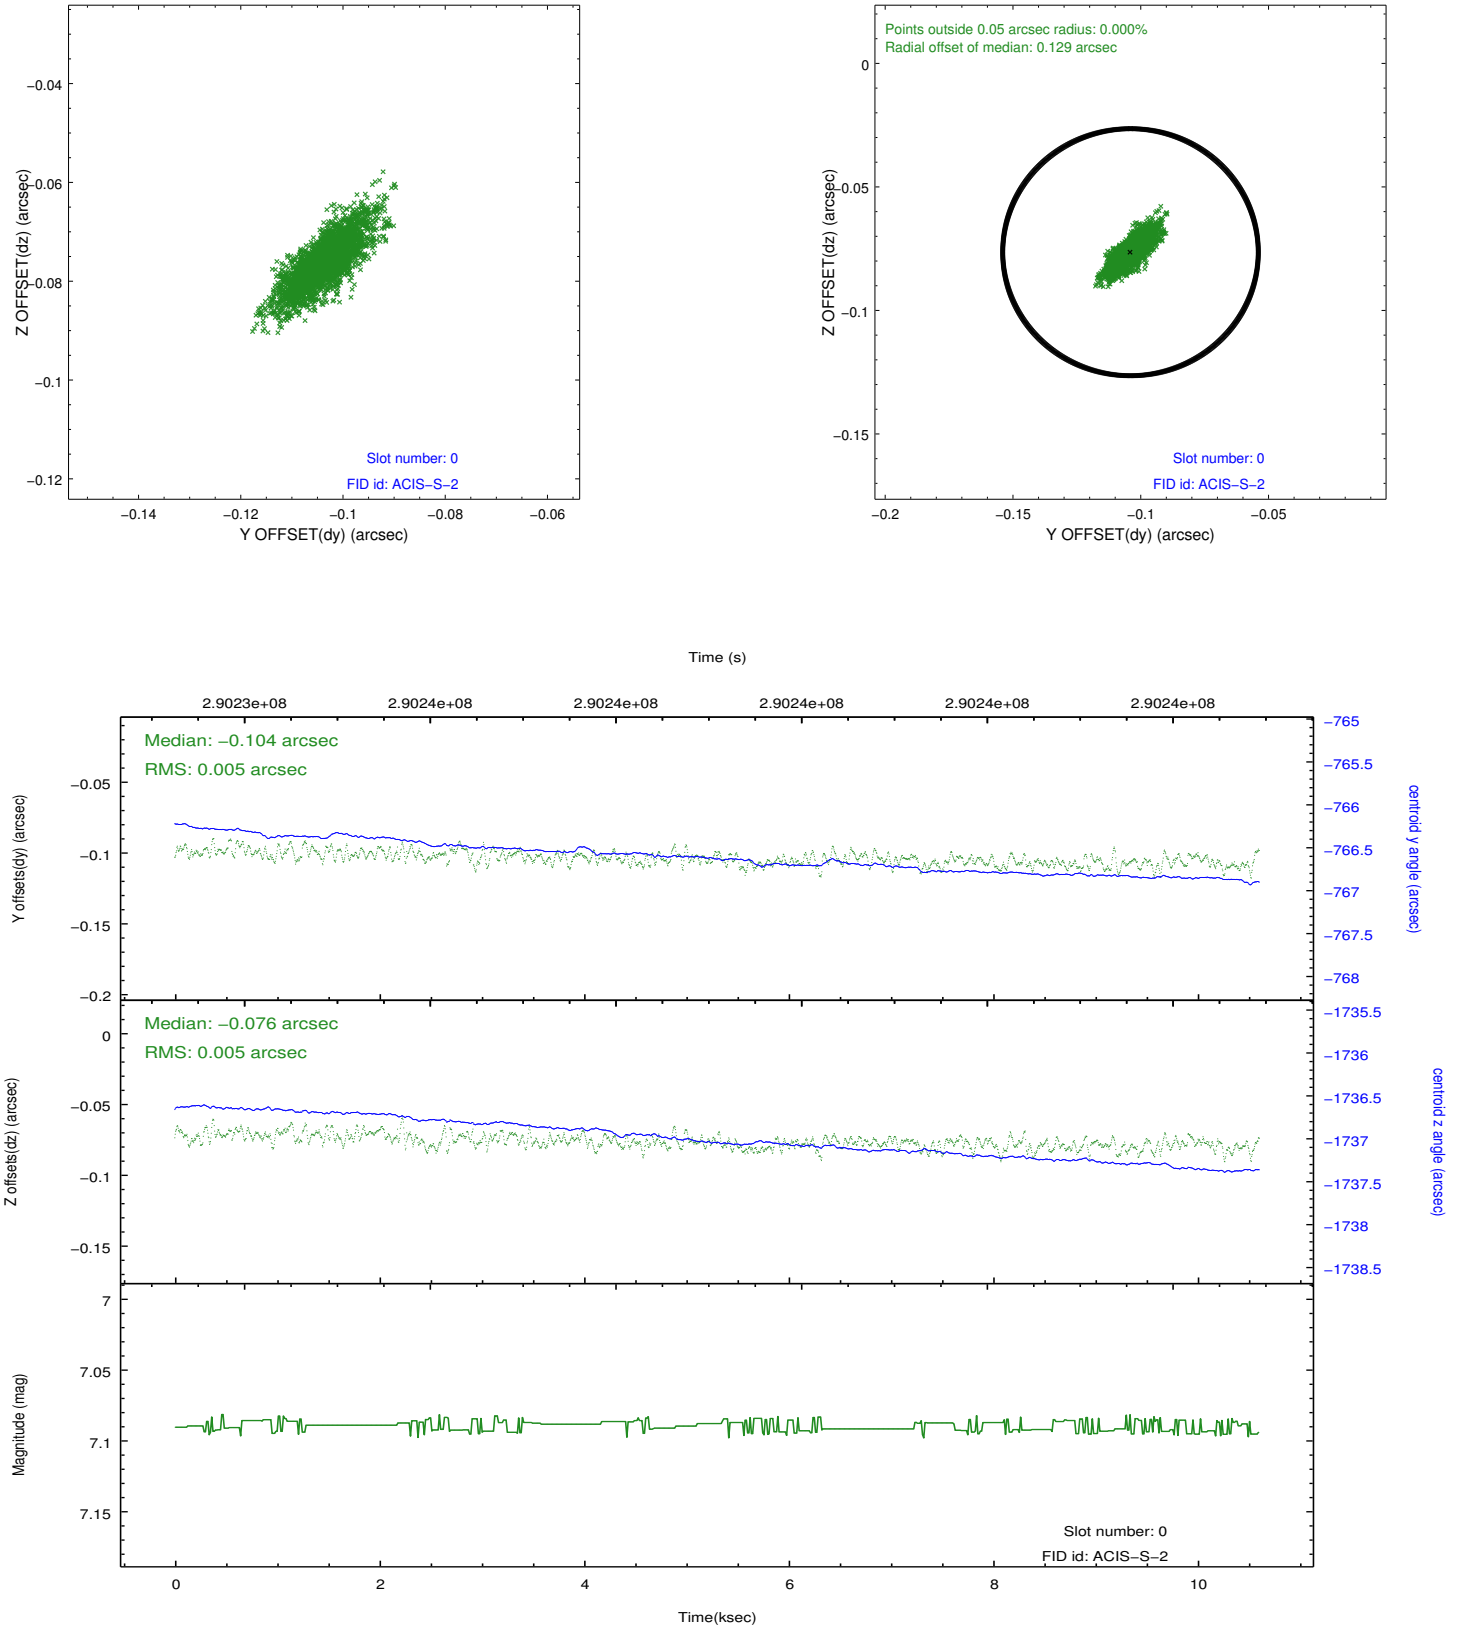 −0.04
−0.06
−0.08
−0.1
−0.12
Z OFFSET(dz) (arcsec)
−0.14
−0.12
−0.1
−0.08
−0.06
Y OFFSET(dy) (arcsec)
Slot number: 0
FID id: ACIS−S−2
Points outside 0.05 arcsec radius: 0.000%
Radial offset of median: 0.129 arcsec
0
−0.05
−0.1
−0.15
Z OFFSET(dz) (arcsec)
−0.2
−0.15
−0.1
−0.05
Y OFFSET(dy) (arcsec)
Slot number: 0
FID id: ACIS−S−2
Time (s)
2.9023e+08
2.9024e+08
2.9024e+08
2.9024e+08
2.9024e+08
2.9024e+08
Median: −0.104 arcsec
RMS: 0.005 arcsec
−0.05
−0.1
−0.15
−0.2
Y offsets(dy) (arcsec)
−765
−765.5
−766
−766.5
−767
−767.5
−768
centroid y angle (arcsec)
Median: −0.076 arcsec
RMS: 0.005 arcsec
0
−0.05
−0.1
−0.15
Z offsets(dz) (arcsec)
−1735.5
−1736
−1736.5
−1737
−1737.5
−1738
−1738.5
centroid z angle (arcsec)
7
7.05
7.1
7.15
Magnitude (mag)
Slot number: 0
FID id: ACIS−S−2
0
2
4
6
8
10
Time(ksec)